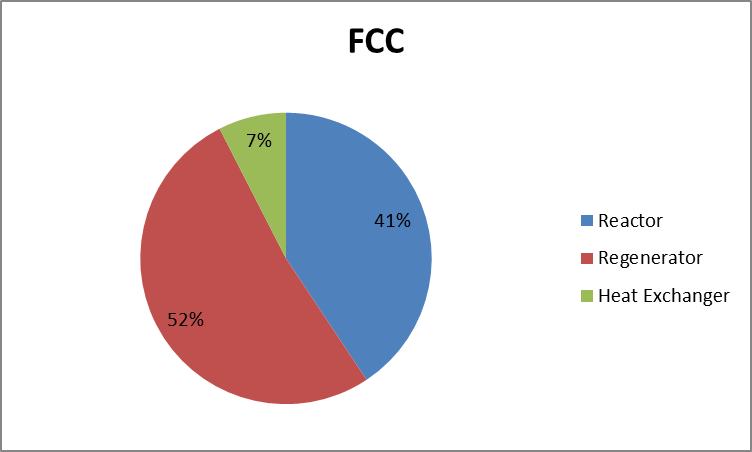 FCC
7%
41%
52%
Reactor
Regenerator
Heat Exchanger